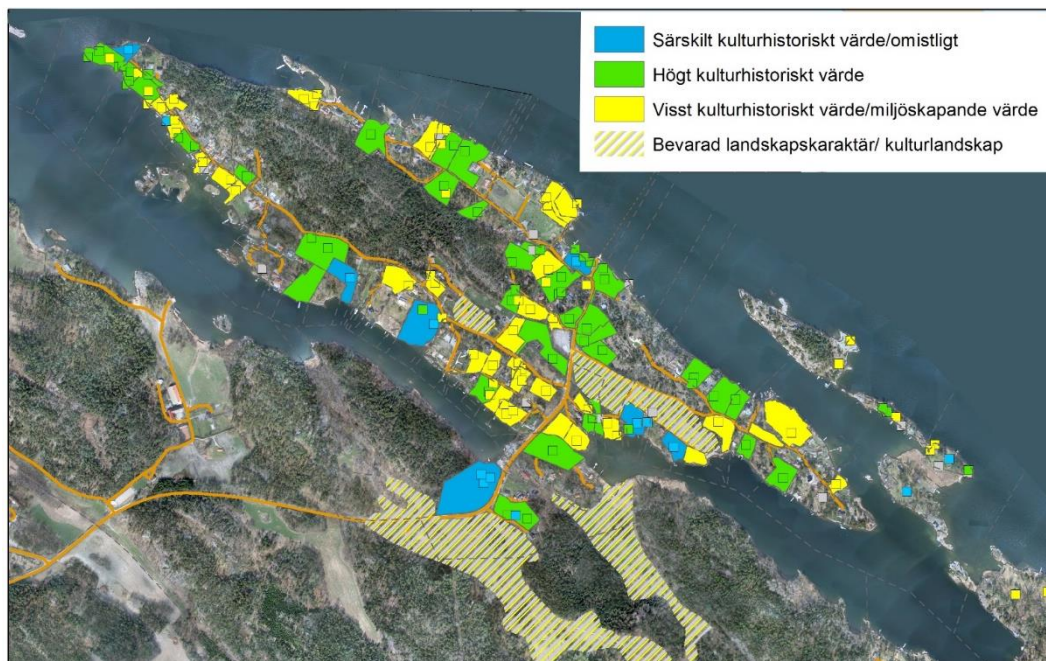 Särskilt kulturhistoriskt värde/omistligt
Högt kulturhistoriskt värde
Visst kulturhistoriskt värde/miljöskapande värde
Bevarad landskapskaraktär/ kulturlandskap